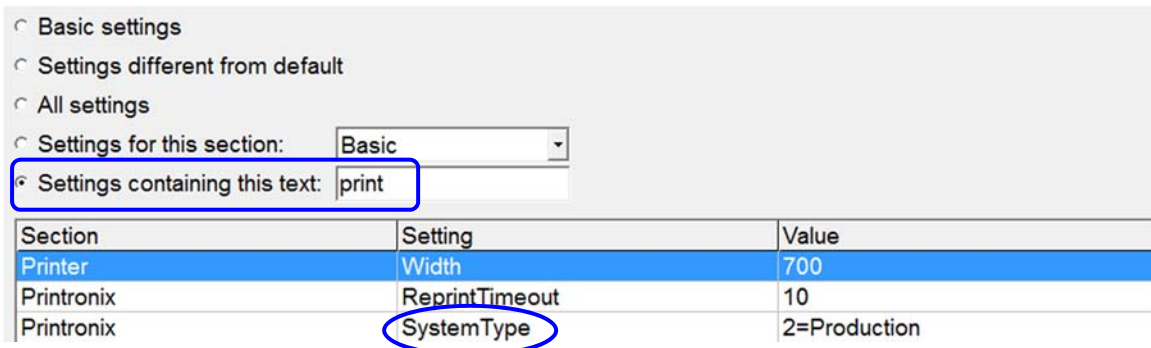 Basic settings
Settings different from default
All settings
Settings for this section: Basic
Settings containing this text: print
Section Setting Value
Printer Width 700
Printronix ReprintTimeout 10
Printronix SystemType 2=Production